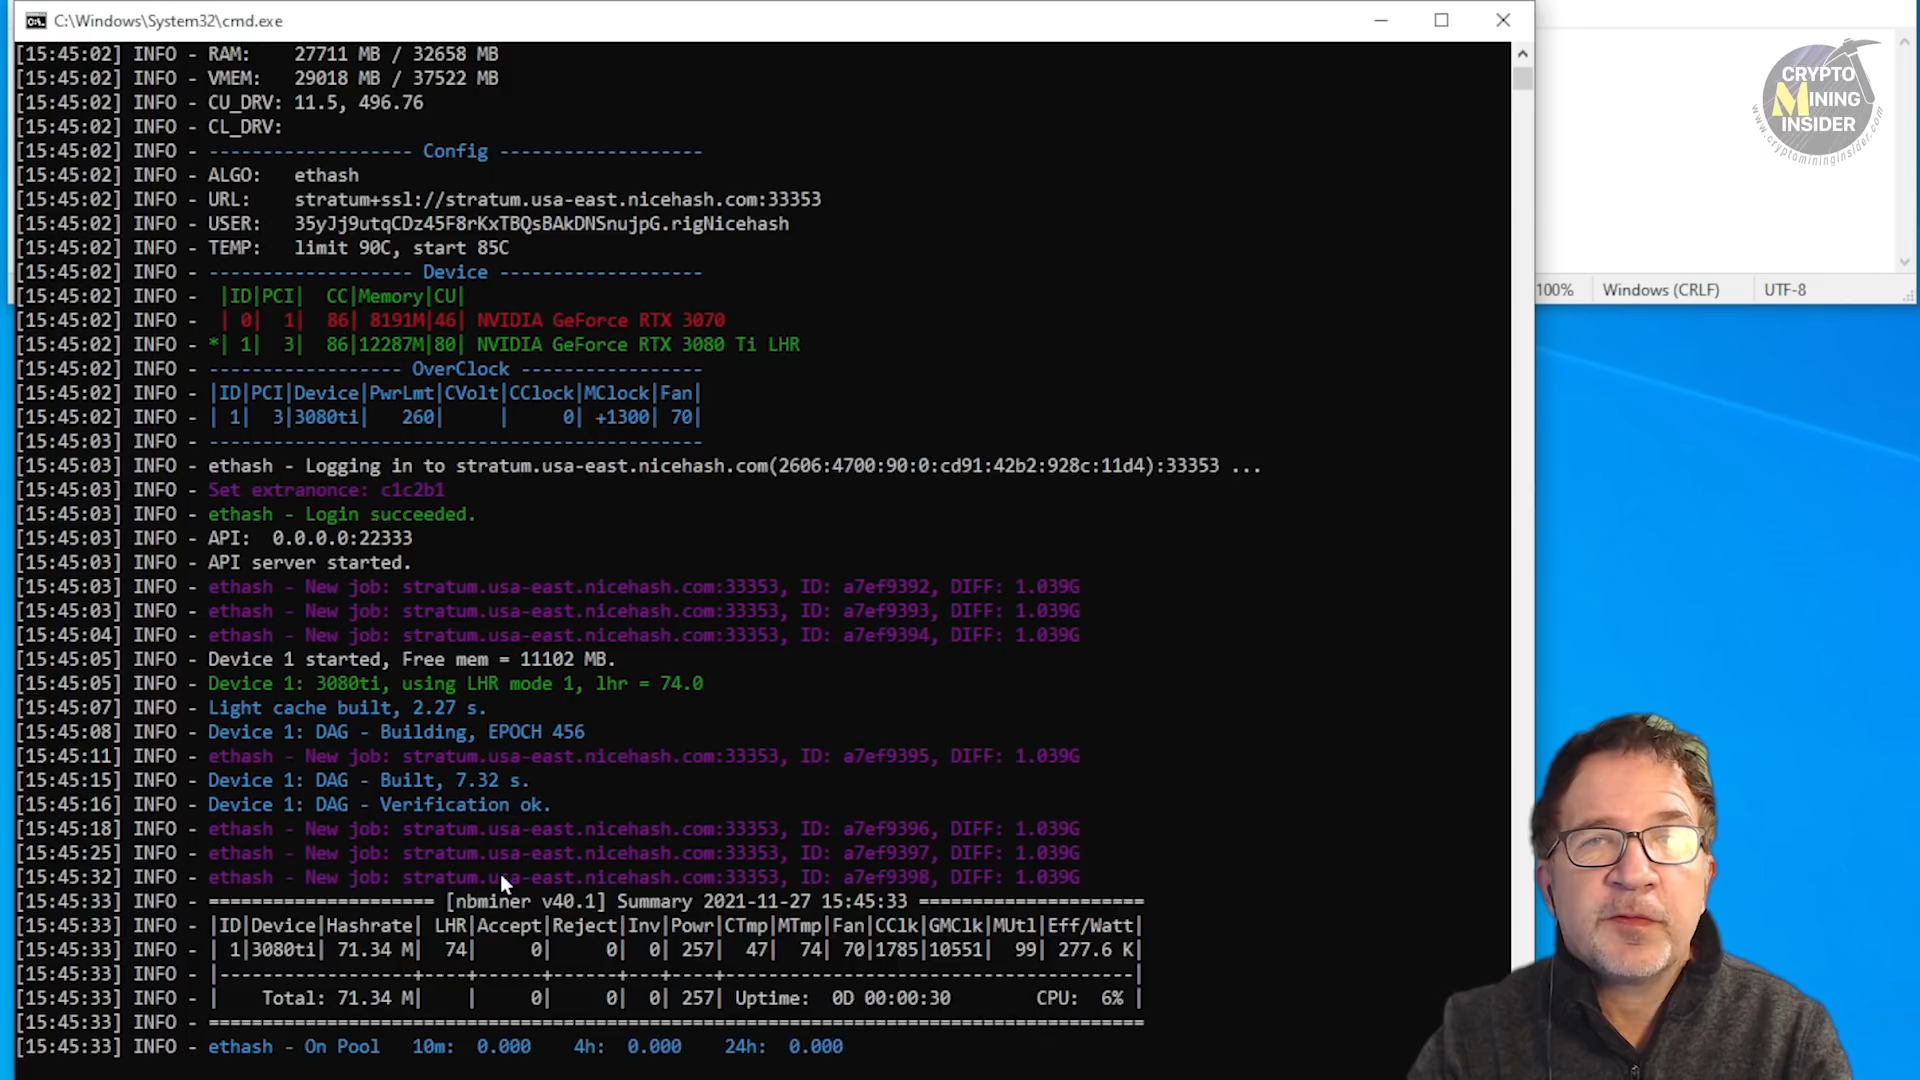 C:\Windows\System32\cmd.exe
[15:45:02] INFO - RAM: 27711 MB / 32658 MB
[15:45:02] INFO - VMEM: 29018 MB / 37522 MB
[15:45:02] INFO - CU_DRV: 11.5, 496.76
[15:45:02] INFO - CL_DRV:
[15:45:02] INFO - ------------------- Config -------------------
[15:45:02] INFO - ALGO: ethash
[15:45:02] INFO - URL: stratum+ssl://stratum.usa-east.nicehash.com:33353
[15:45:02] INFO - USER: 35yJj9utqCDz45F8rKxTBQsBAkDNSnujpG.rigNicehash
[15:45:02] INFO - TEMP: limit 90C, start 85C
[15:45:02] INFO - ------------------- Device -------------------
[15:45:02] INFO - |ID|PCI| CC|Memory|CU|
[15:45:02] INFO - | 0| 1| 86| 8191M|46| NVIDIA GeForce RTX 3070
[15:45:02] INFO - *| 1| 3| 86|12287M|80| NVIDIA GeForce RTX 3080 Ti LHR
[15:45:02] INFO - ------------------ OverClock -----------------
[15:45:02] INFO - |ID|PCI|Device|PwrLmt|CVolt|CClock|MClock|Fan|
[15:45:02] INFO - | 1| 3|3080ti| 260| | 0| +1300| 70|
[15:45:03] INFO - ----------------------------------------------
[15:45:03] INFO - ethash - Logging in to stratum.usa-east.nicehash.com(2606:4700:90:0:cd91:42b2:928c:11d4):33353 ...
[15:45:03] INFO - Set extranonce: c1c2b1
[15:45:03] INFO - ethash - Login succeeded.
[15:45:03] INFO - API: 0.0.0.0:22333
[15:45:03] INFO - API server started.
[15:45:03] INFO - ethash - New job: stratum.usa-east.nicehash.com:33353, ID: a7ef9392, DIFF: 1.039G
[15:45:03] INFO - ethash - New job: stratum.usa-east.nicehash.com:33353, ID: a7ef9393, DIFF: 1.039G
[15:45:04] INFO - ethash - New job: stratum.usa-east.nicehash.com:33353, ID: a7ef9394, DIFF: 1.039G
[15:45:05] INFO - Device 1 started, Free mem = 11102 MB.
[15:45:05] INFO - Device 1: 3080ti, using LHR mode 1, lhr = 74.0
[15:45:07] INFO - Light cache built, 2.27 s.
[15:45:08] INFO - Device 1: DAG - Building, EPOCH 456
[15:45:11] INFO - ethash - New job: stratum.usa-east.nicehash.com:33353, ID: a7ef9395, DIFF: 1.039G
[15:45:15] INFO - Device 1: DAG - Built, 7.32 s.
[15:45:16] INFO - Device 1: DAG - Verification ok.
[15:45:18] INFO - ethash - New job: stratum.usa-east.nicehash.com:33353, ID: a7ef9396, DIFF: 1.039G
[15:45:25] INFO - ethash - New job: stratum.usa-east.nicehash.com:33353, ID: a7ef9397, DIFF: 1.039G
[15:45:32] INFO - ethash - New job: stratum.usa-east.nicehash.com:33353, ID: a7ef9398, DIFF: 1.039G
[15:45:33] INFO - ===================== [nbminer v40.1] Summary 2021-11-27 15:45:33 =====================
[15:45:33] INFO - |ID|Device|Hashrate| LHR|Accept|Reject|Inv|Powr|CTmp|MTmp|Fan|CClk|GMClk|MUtl|Eff/Watt|
[15:45:33] INFO - | 1|3080ti| 71.34 M| 74| 0| 0| 0| 257| 47| 74| 70|1785|10551| 99| 277.6 K|
[15:45:33] INFO - |------------------+----+------+------+---+----+--------------------------------------|
[15:45:33] INFO - | Total: 71.34 M| | 0| 0| 0| 257| Uptime: 0D 00:00:30 CPU: 6% |
[15:45:33] INFO - =======================================================================================
[15:45:33] INFO - ethash - On Pool 10m: 0.000 4h: 0.000 24h: 0.000
CRYPTO
MINING
INSIDER
www.cryptomininginsider.com
100% Windows (CRLF) UTF-8